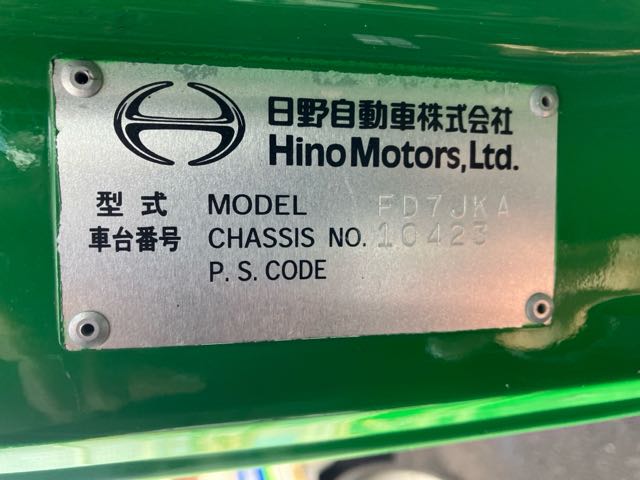 日野自動車株式会社
Hino Motors, Ltd.
型式 MODEL FD7JKA
車台番号 CHASSIS NO. 10423
P. S. CODE